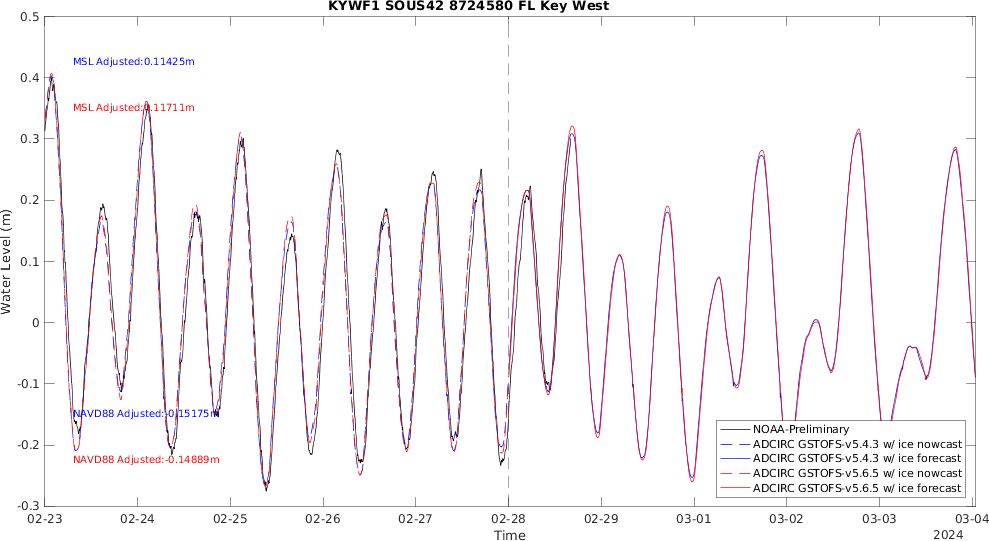 KYWF1 SOUS42 8724580 FL Key West
0.5
0.4
0.3
0.2
0.1
0
-0.1
-0.2
-0.3
Water Level (m)
MSL Adjusted:0.11425m
MSL Adjusted:0.11711m
NAVD88 Adjusted:-0.15175m
NAVD88 Adjusted:-0.14889m
NOAA-Preliminary
ADCIRC GSTOFS-v5.4.3 w/ ice nowcast
ADCIRC GSTOFS-v5.4.3 w/ ice forecast
ADCIRC GSTOFS-v5.6.5 w/ ice nowcast
ADCIRC GSTOFS-v5.6.5 w/ ice forecast
02-23 02-24 02-25 02-26 02-27 02-28 02-29 03-01 03-02 03-03 03-04
Time
2024